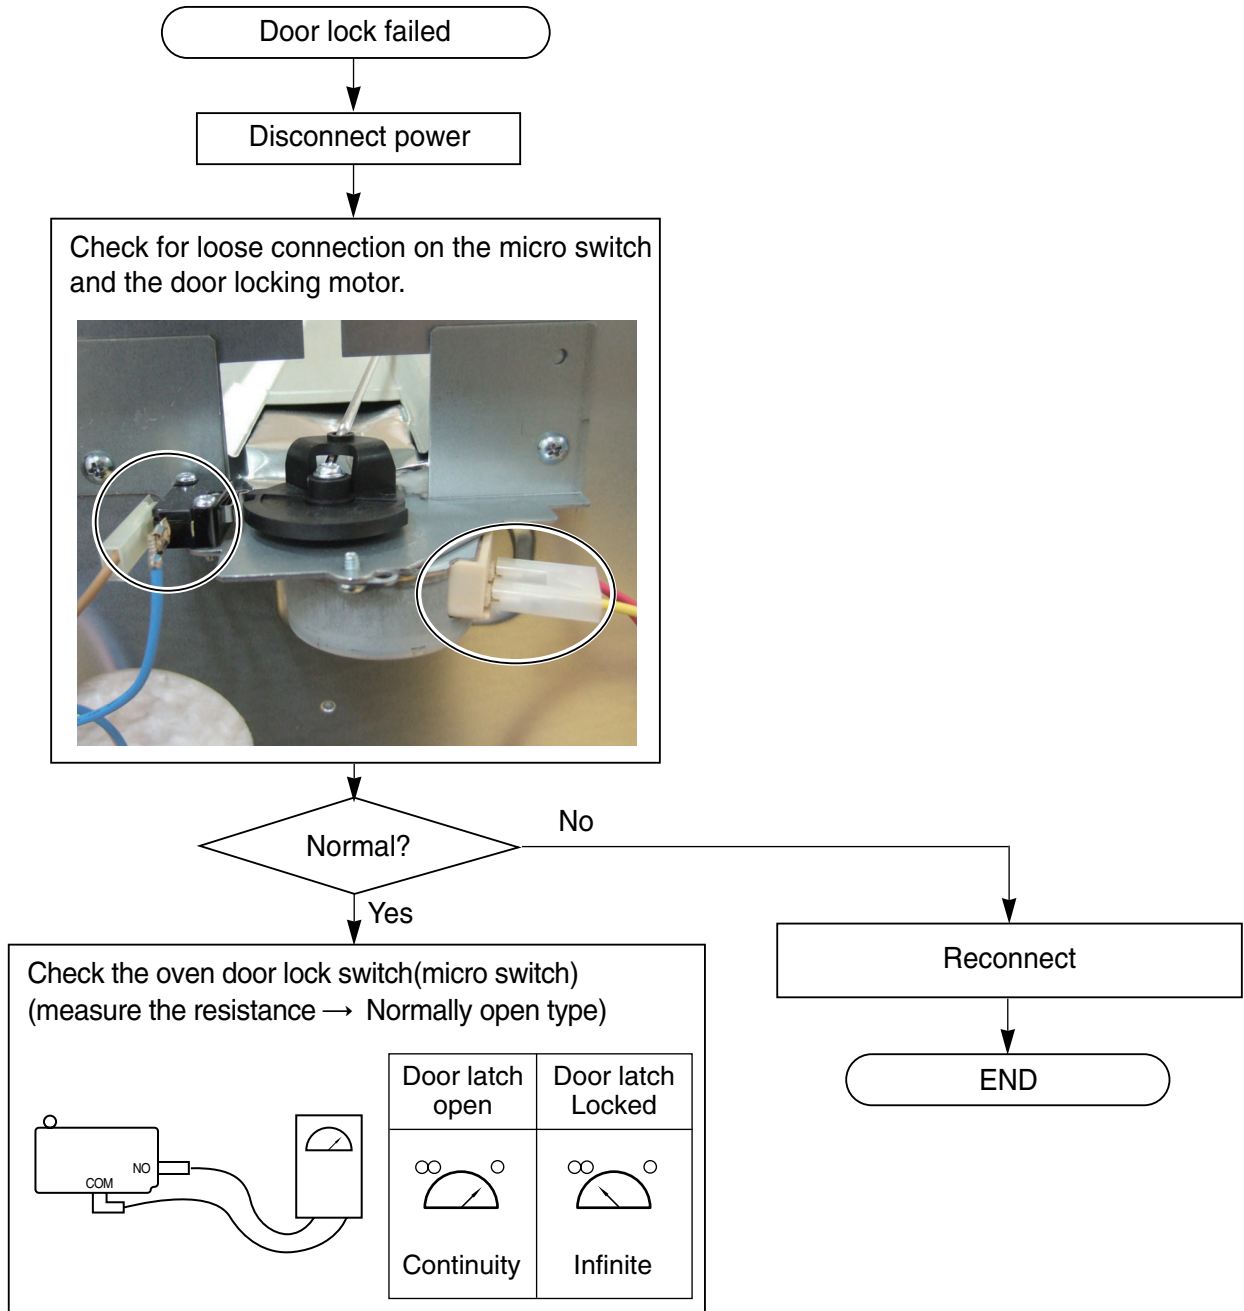 Door lock failed
Disconnect power
Check for loose connection on the micro switch
and the door locking motor.
Normal?
No
Yes
Reconnect
END
Check the oven door lock switch(micro switch)
(measure the resistance → Normally open type)
NO
COM
Door latch
open
Door latch
Locked
Continuity
Infinite